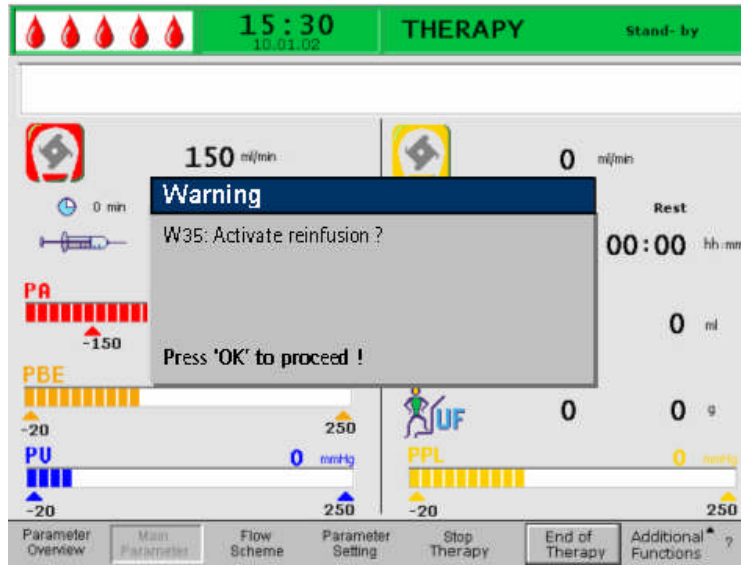 15:30
10.01.02
THERAPY
Stand- by
150 ml/min
0 ml/min
0 min
Rest
00:00 hh:mm
Warning
W35: Activate reinfusion ?
Press 'OK' to proceed !
PA
-150
0 ml
PBE
-20 250
UF 0 0 g
PV 0 mmHg
-20 250
PPL 0 mmHg
-20 250
Parameter Overview
Main Parameter
Flow Scheme
Parameter Setting
Stop Therapy
End of Therapy
Additional Functions ?